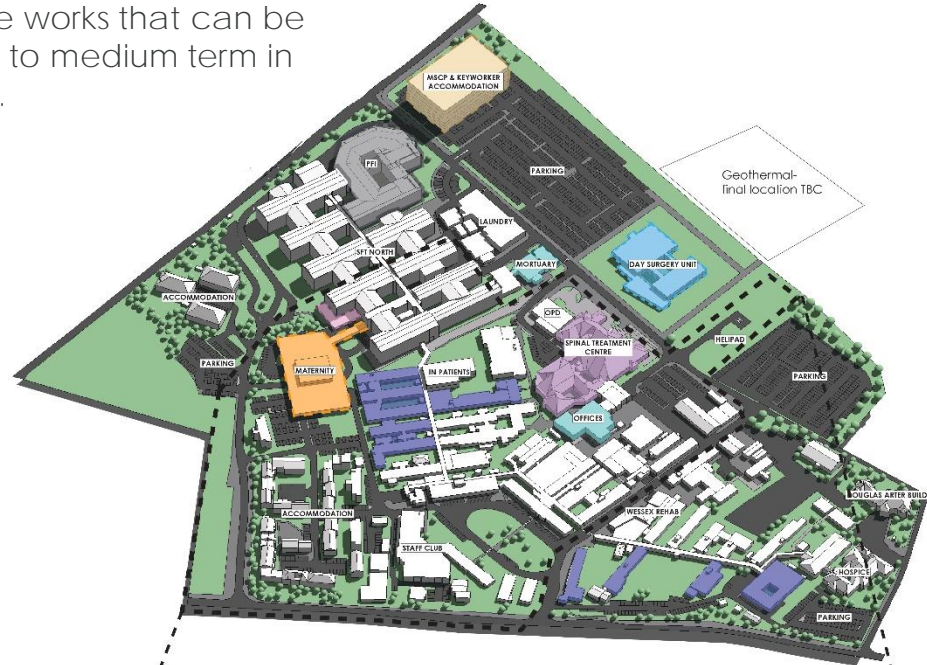 e works that can be
to medium term in
.
MSCP & KEYWORKER
ACCOMMODATION
PFI
PARKING
Geothermal-
final location TBC
LAUNDRY
SFT NORTH
MORTUARY
DAY SURGERY UNIT
ACCOMMODATION
OPD
HELIPAD
SPINAL TREATMENT
CENTRE
PARKING
MATERNITY
IN PATIENTS
PARKING
OFFICES
DOUGLAS ARTER BUILD
ACCOMMODATION
WESSEX REHAB
STAFF CLUB
HOSPICE
PARKING